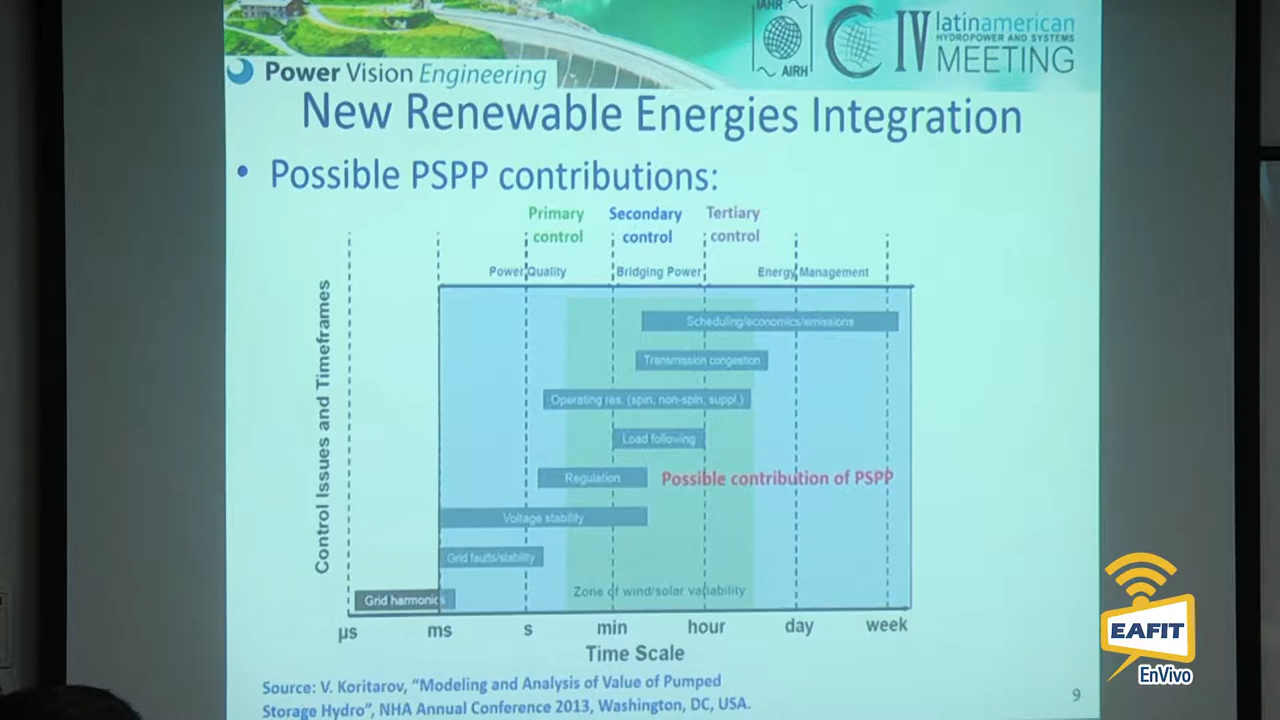 IAHR
AIRH
IV latinamerican
HYDROPOWER AND SYSTEMS
MEETING
Power Vision Engineering
New Renewable Energies Integration
• Possible PSPP contributions:
Primary control
Secondary control
Tertiary control
Power Quality
Bridging Power
Energy Management
Control Issues and Timeframes
Scheduling/economics/emissions
Transmission congestion
Operating res. (spin, non-spin, suppl.)
Load following
Regulation
Possible contribution of PSPP
Voltage stability
Grid faults/stability
Zone of wind/solar variability
Grid harmonics
µs ms s min hour day week
Time Scale
Source: V. Koritarov, “Modeling and Analysis of Value of Pumped
Storage Hydro”, NHA Annual Conference 2013, Washington, DC, USA.
9
EAFIT
EnVivo